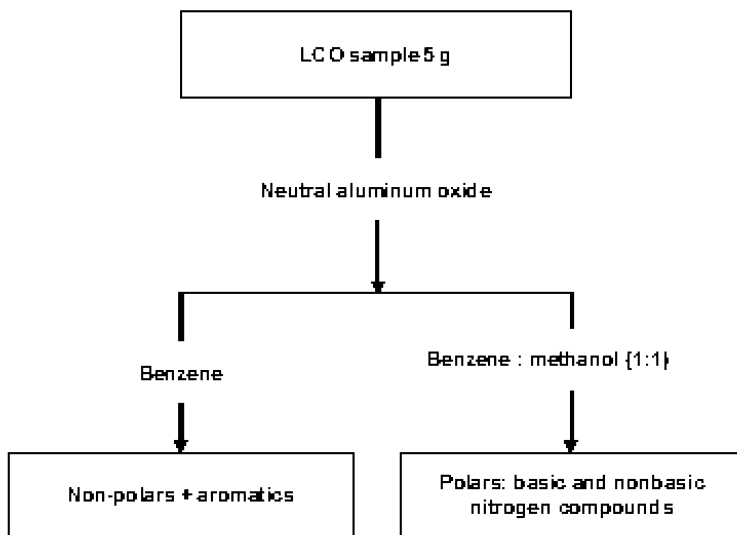 LCO sample 5 g
Neutral aluminum oxide
Benzene
Benzene : methanol (1:1)
Non-polars + aromatics
Polars: basic and nonbasic
nitrogen compounds